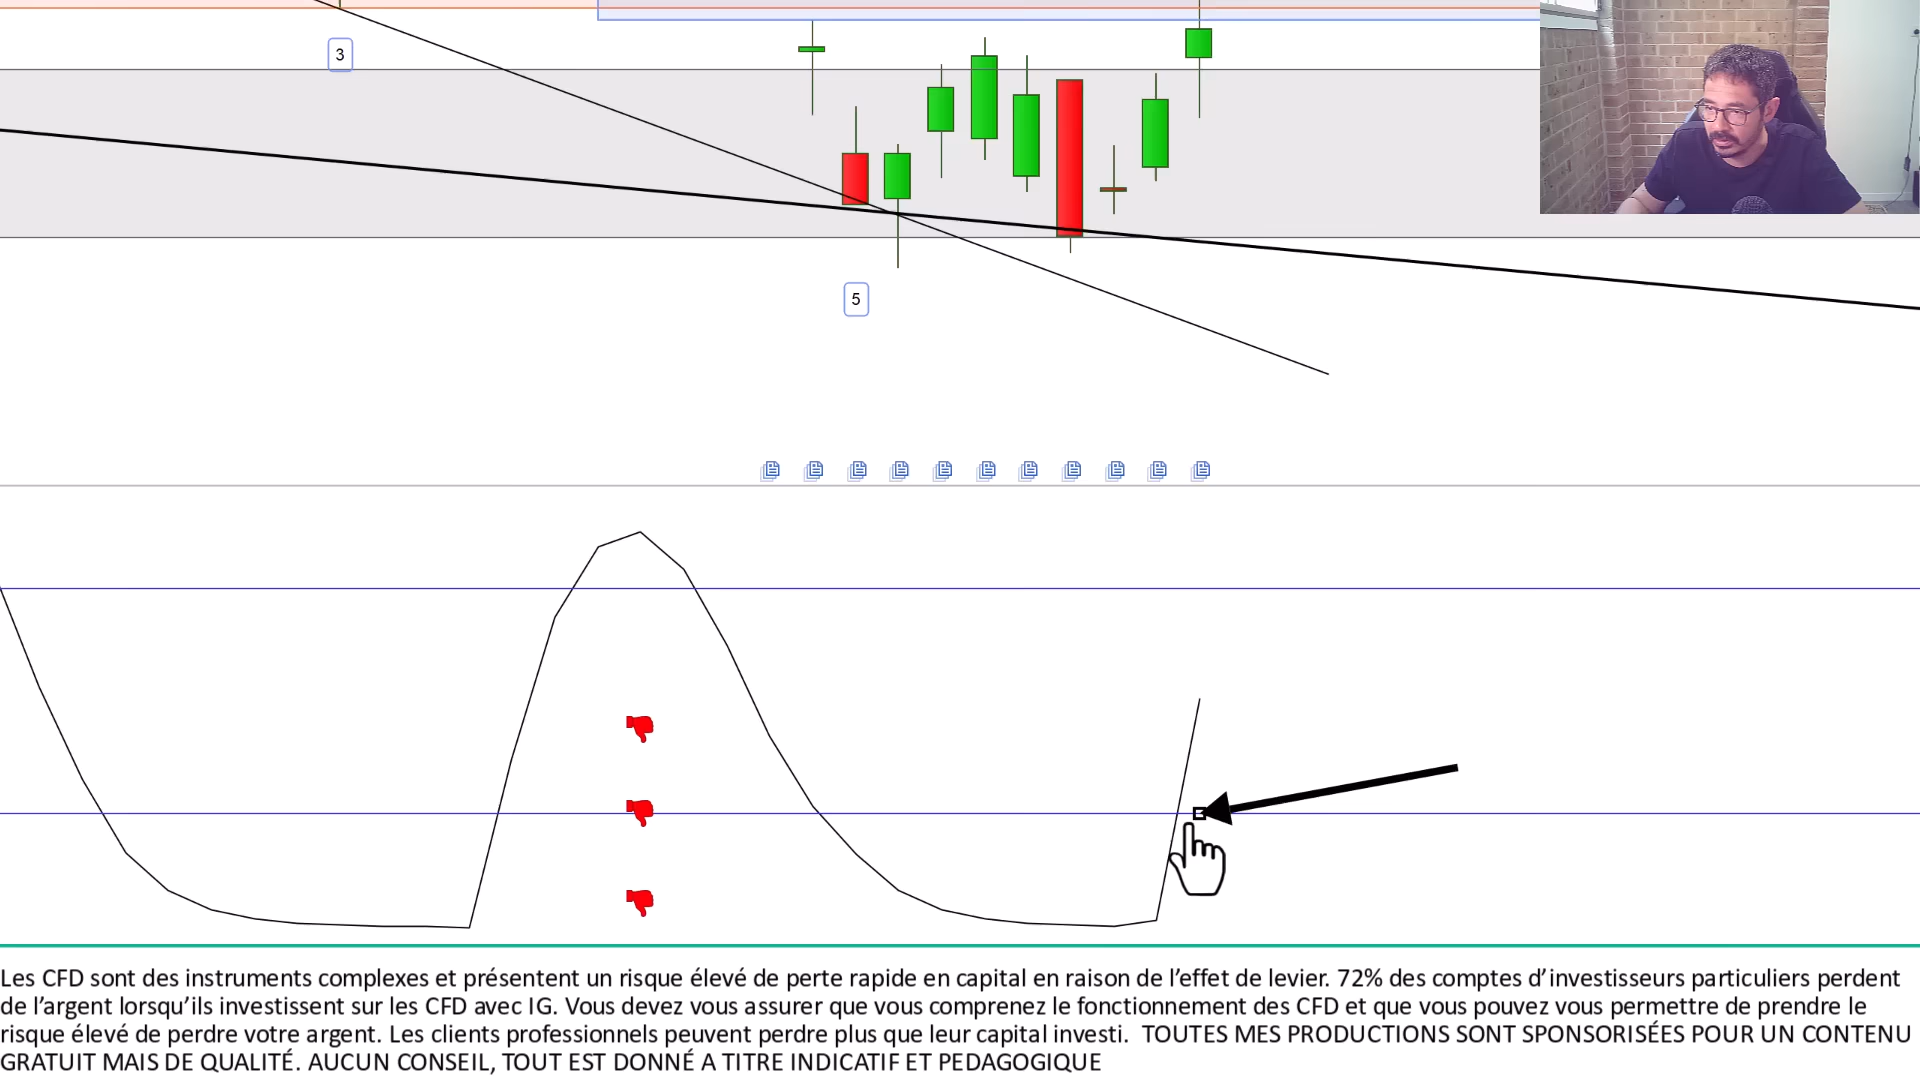 3
5
Les CFD sont des instruments complexes et présentent un risque élevé de perte rapide en capital en raison de l’effet de levier. 72% des comptes d’investisseurs particuliers perdent
de l’argent lorsqu’ils investissent sur les CFD avec IG. Vous devez vous assurer que vous comprenez le fonctionnement des CFD et que vous pouvez vous permettre de prendre le
risque élevé de perdre votre argent. Les clients professionnels peuvent perdre plus que leur capital investi.  TOUTES MES PRODUCTIONS SONT SPONSORISÉES POUR UN CONTENU
GRATUIT MAIS DE QUALITÉ. AUCUN CONSEIL, TOUT EST DONNÉ A TITRE INDICATIF ET PEDAGOGIQUE